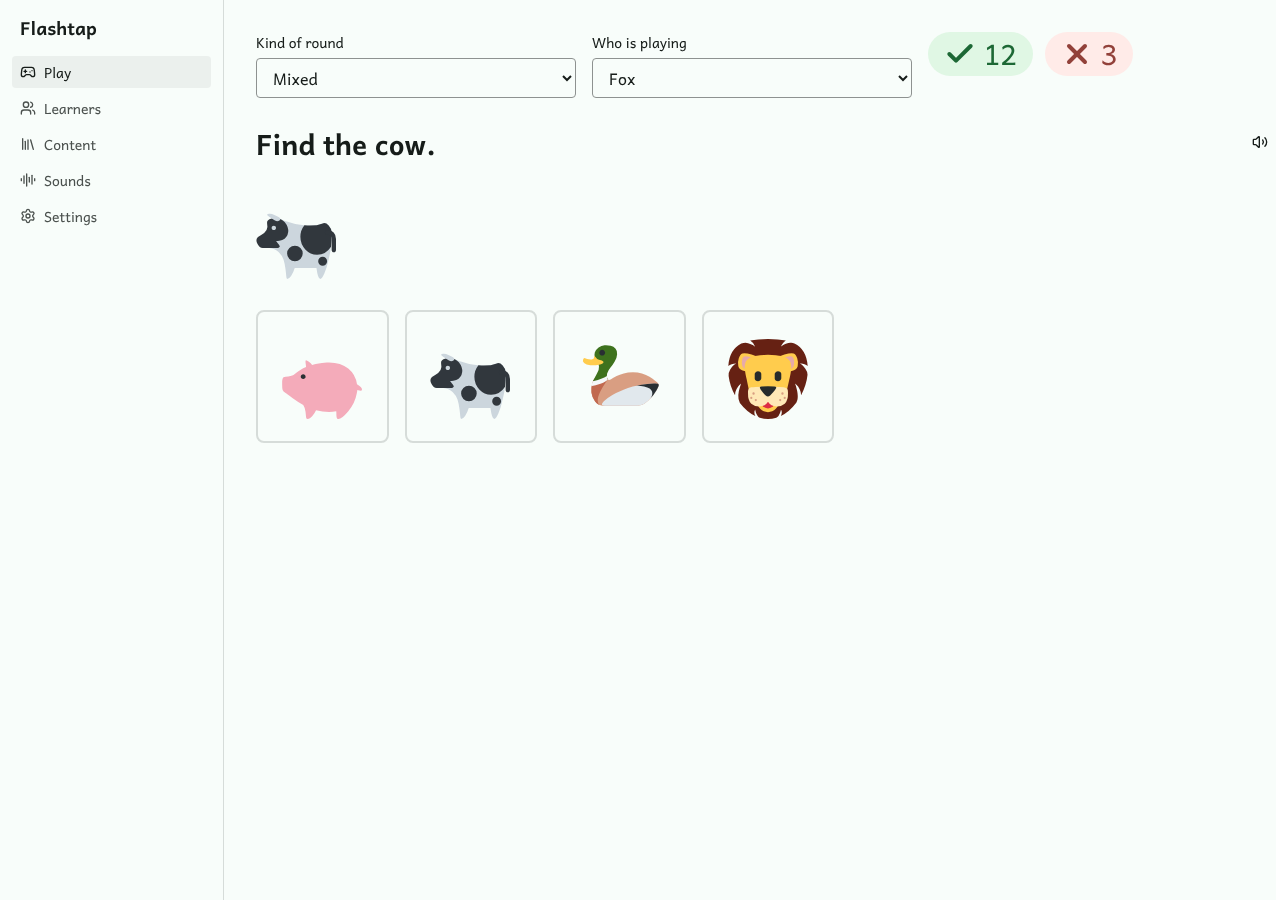 Flashtap
Play
Learners
Content
Sounds
Settings
Kind of round
Mixed
Who is playing
Fox
12
3
Find the cow.